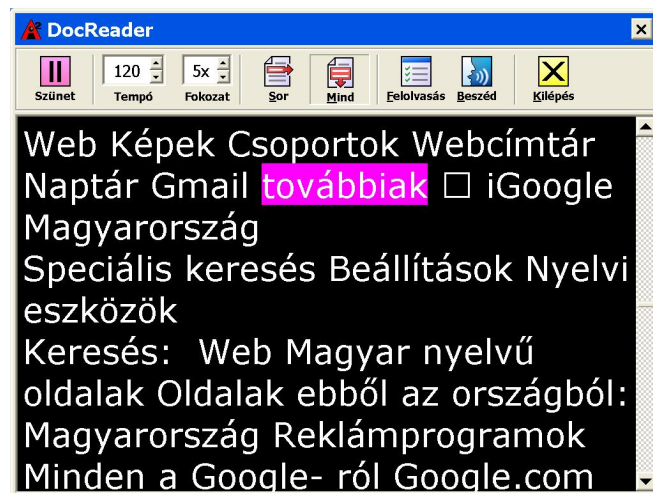 DocReader
120 5x
Szünet Tempó Fokozat Sor Mind Felolvasás Beszéd Kilépés
Web Képek Csoportok Webcímtár
Naptár Gmail továbbiak □ iGoogle
Magyarország
Speciális keresés Beállítások Nyelvi
eszközök
Keresés: Web Magyar nyelvű
oldalak Oldalak ebből az országból:
Magyarország Reklámprogramok
Minden a Google- ról Google.com